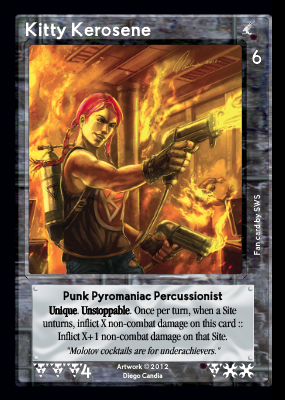 Kitty Kerosene
6
Fan card by SWS
Punk Pyromaniac Percussionist
Unique. Unstoppable. Once per turn, when a Site
unturns, inflict X non-combat damage on this card ::
Inflict X+1 non-combat damage on that Site.
"Molotov cocktails are for underachievers."
4
Artwork © 2012
Diego Candia